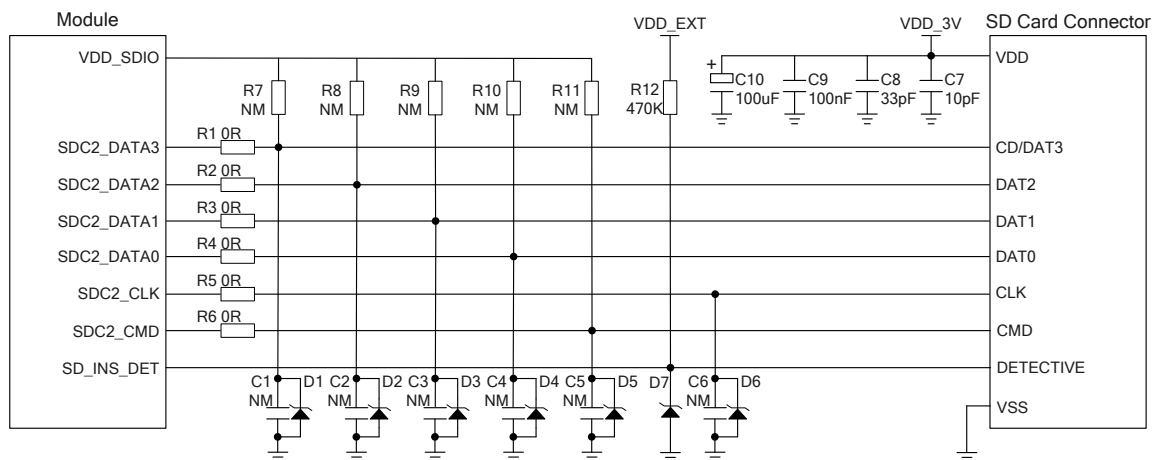 Module
VDD_EXT
VDD_3V
SD Card Connector
VDD_SDIO
VDD
R7
NM
R8
NM
R9
NM
R10
NM
R11
NM
R12
470K
+
C10
100uF
C9
100nF
C8
33pF
C7
10pF
SDC2_DATA3
R1 0R
CD/DAT3
SDC2_DATA2
R2 0R
DAT2
SDC2_DATA1
R3 0R
DAT1
SDC2_DATA0
R4 0R
DAT0
SDC2_CLK
R5 0R
CLK
SDC2_CMD
R6 0R
CMD
SD_INS_DET
DETECTIVE
C1
NM
D1
C2
NM
D2
C3
NM
D3
C4
NM
D4
C5
NM
D5
D7
C6
NM
D6
VSS